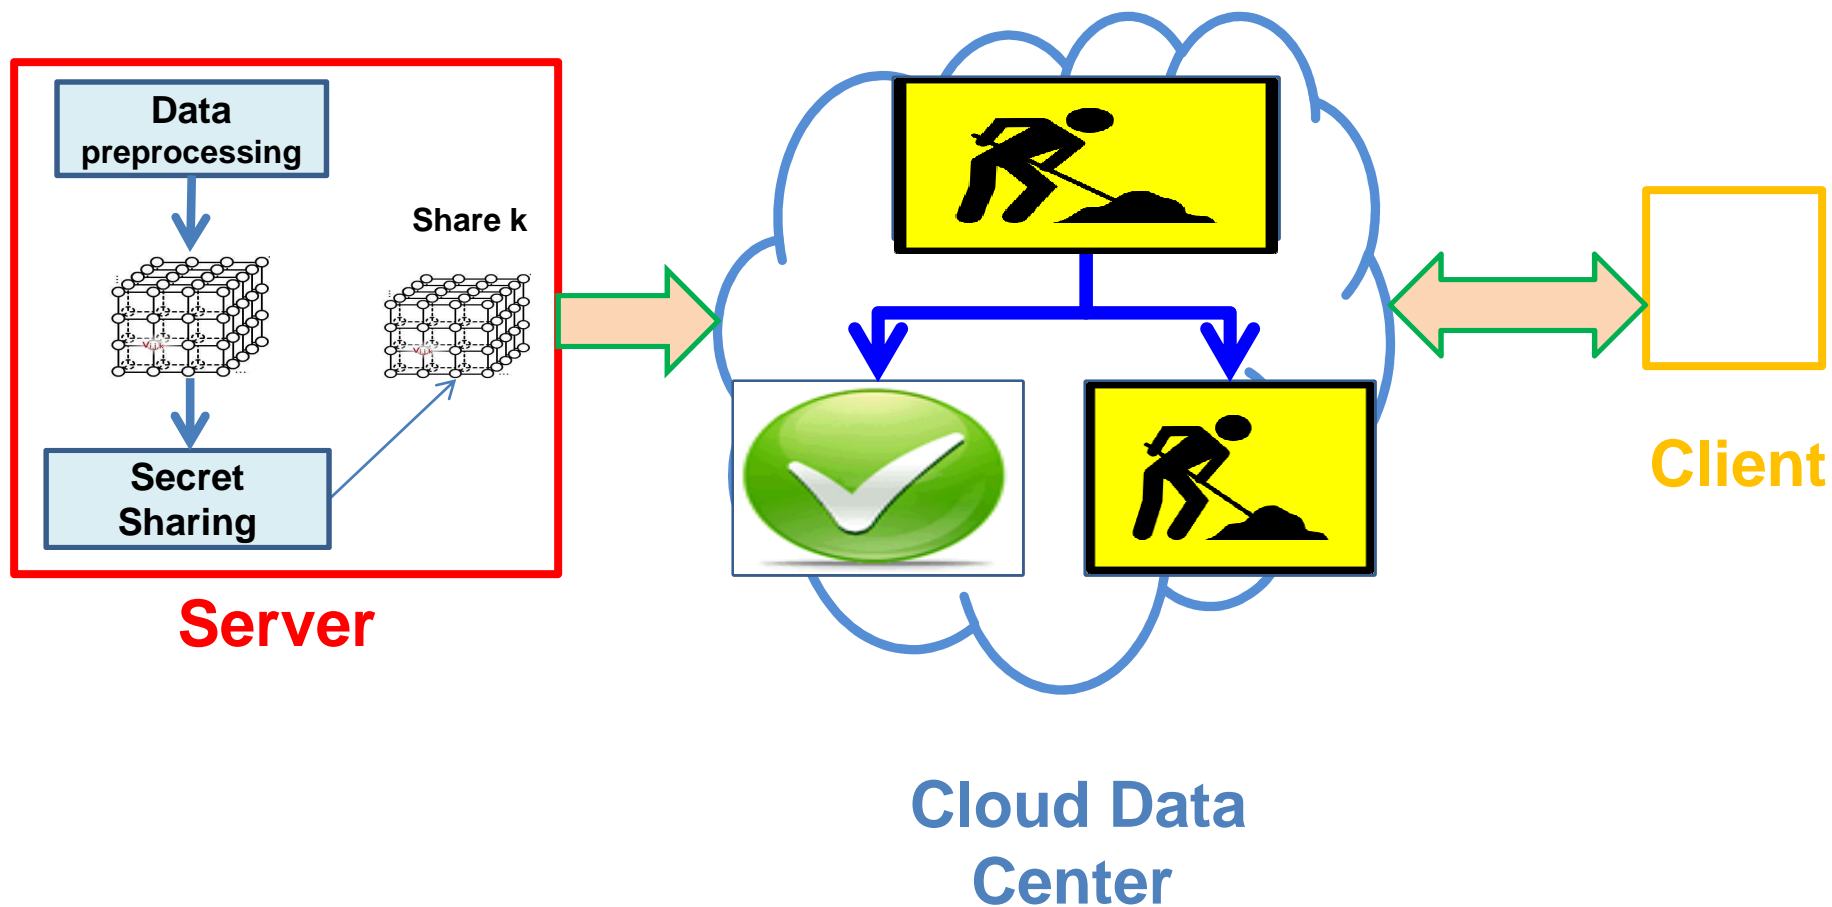 Data
preprocessing
Share k
Secret
Sharing
Server
Client
Cloud Data
Center